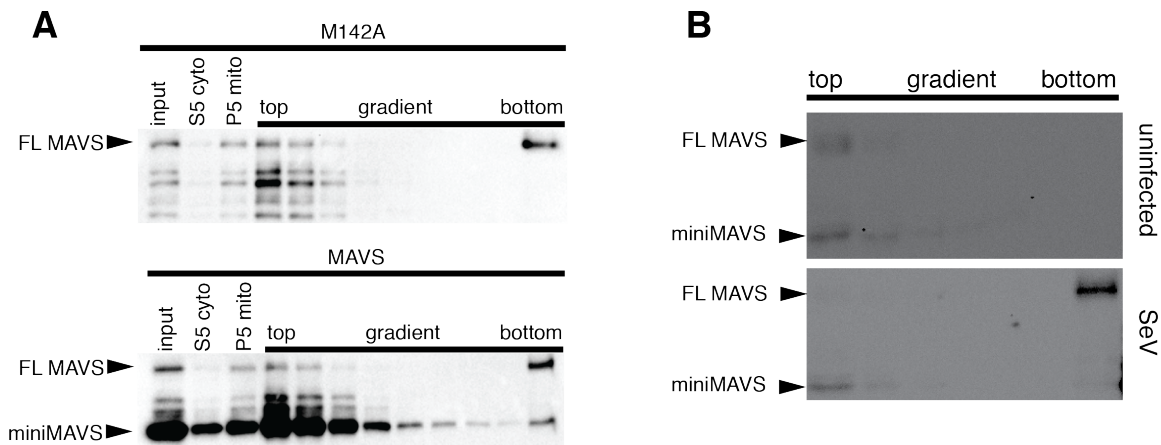 A
M142A
input
S5 cyto
P5 mito
top gradient bottom
FL MAVS
MAVS
input
S5 cyto
P5 mito
top gradient bottom
FL MAVS
miniMAVS
B
top gradient bottom
FL MAVS
miniMAVS
uninfected
FL MAVS
miniMAVS
SeV